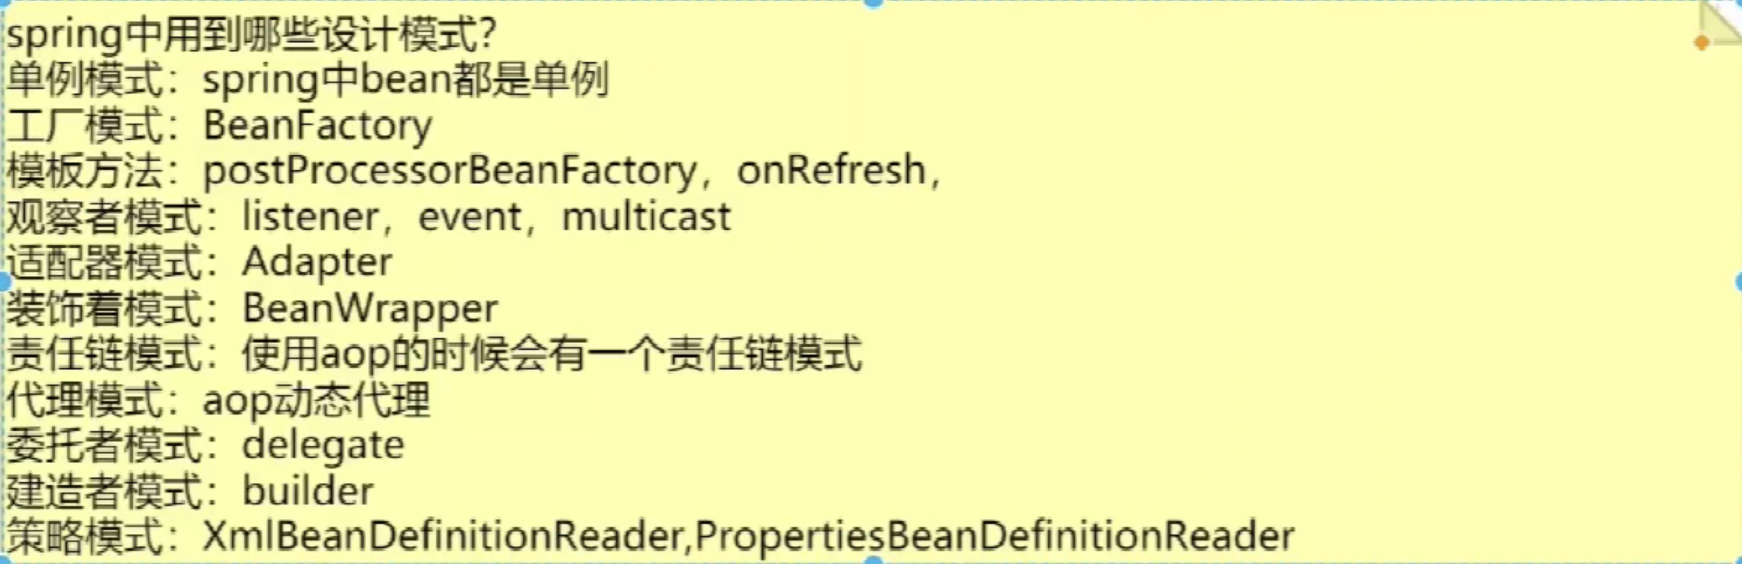 spring中用到哪些设计模式?
单例模式：spring中bean都是单例
工厂模式：BeanFactory
模板方法：postProcessorBeanFactory，onRefresh，
观察者模式：listener，event，multicast
适配器模式：Adapter
装饰着模式：BeanWrapper
责任链模式：使用aop的时候会有一个责任链模式
代理模式：aop动态代理
委托者模式：delegate
建造者模式：builder
策略模式：XmlBeanDefinitionReader,PropertiesBeanDefinitionReader